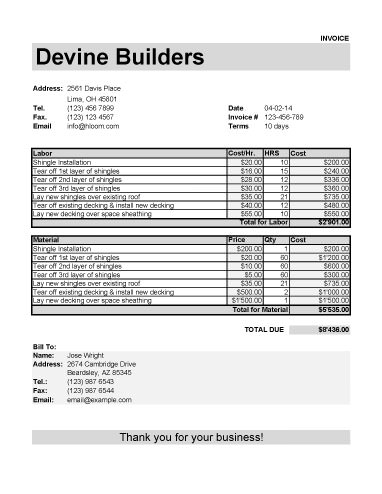 INVOICE
Devine Builders
Address: 2561 Davis Place
Lima, OH 45801
Tel. (123) 456 7899 Date 04-02-14
Fax. (123) 123 4567 Invoice # 123-456-789
Email info@hloom.com Terms 10 days
Labor Cost/Hr. HRS Cost
Shingle Installation $20.00 10 $200.00
Tear off 1st layer of shingles $16.00 15 $240.00
Tear off 2nd layer of shingles $28.00 12 $336.00
Tear off 3rd layer of shingles $30.00 12 $360.00
Lay new shingles over existing roof $35.00 21 $735.00
Tear off existing decking & install new decking $40.00 12 $480.00
Lay new decking over space sheathing $55.00 10 $550.00
Total for Labor $2'901.00
Material Price Qty Cost
Shingle Installation $200.00 1 $200.00
Tear off 1st layer of shingles $20.00 60 $1'200.00
Tear off 2nd layer of shingles $10.00 60 $600.00
Tear off 3rd layer of shingles $5.00 60 $300.00
Lay new shingles over existing roof $35.00 21 $735.00
Tear off existing decking & install new decking $500.00 2 $1'000.00
Lay new decking over space sheathing $1'500.00 1 $1'500.00
Total for Material $5'535.00
TOTAL DUE $8'436.00
Bill To:
Name: Jose Wright
Address: 2674 Cambridge Drive
Beardsley, AZ 85345
Tel.: (123) 987 6543
Fax: (123) 987 6544
Email: email@example.com
Thank you for your business!